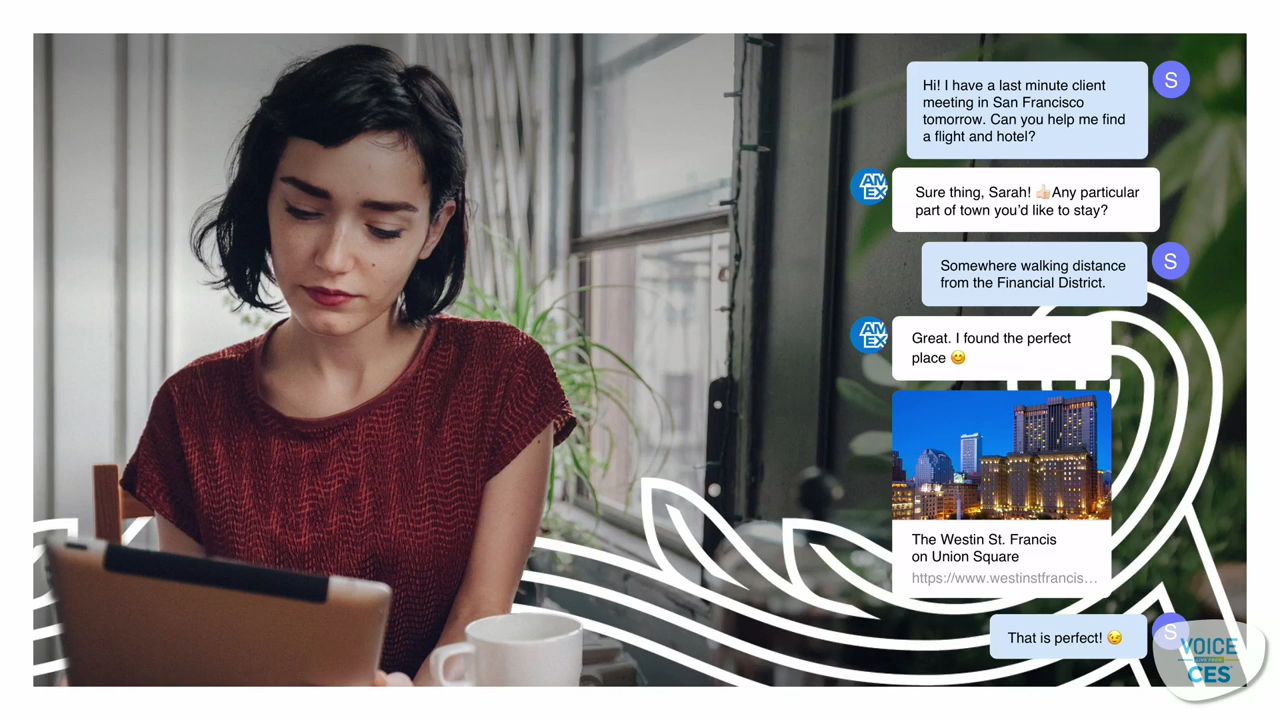 Hi! I have a last minute client
meeting in San Francisco
tomorrow. Can you help me find
a flight and hotel?
S
AM
EX
Sure thing, Sarah! 👍🏻Any particular
part of town you’d like to stay?
Somewhere walking distance
from the Financial District.
S
AM
EX
Great. I found the perfect
place 😊
The Westin St. Francis
on Union Square
https://www.westinstfrancis...
That is perfect! 😉
S
VOICE
CES